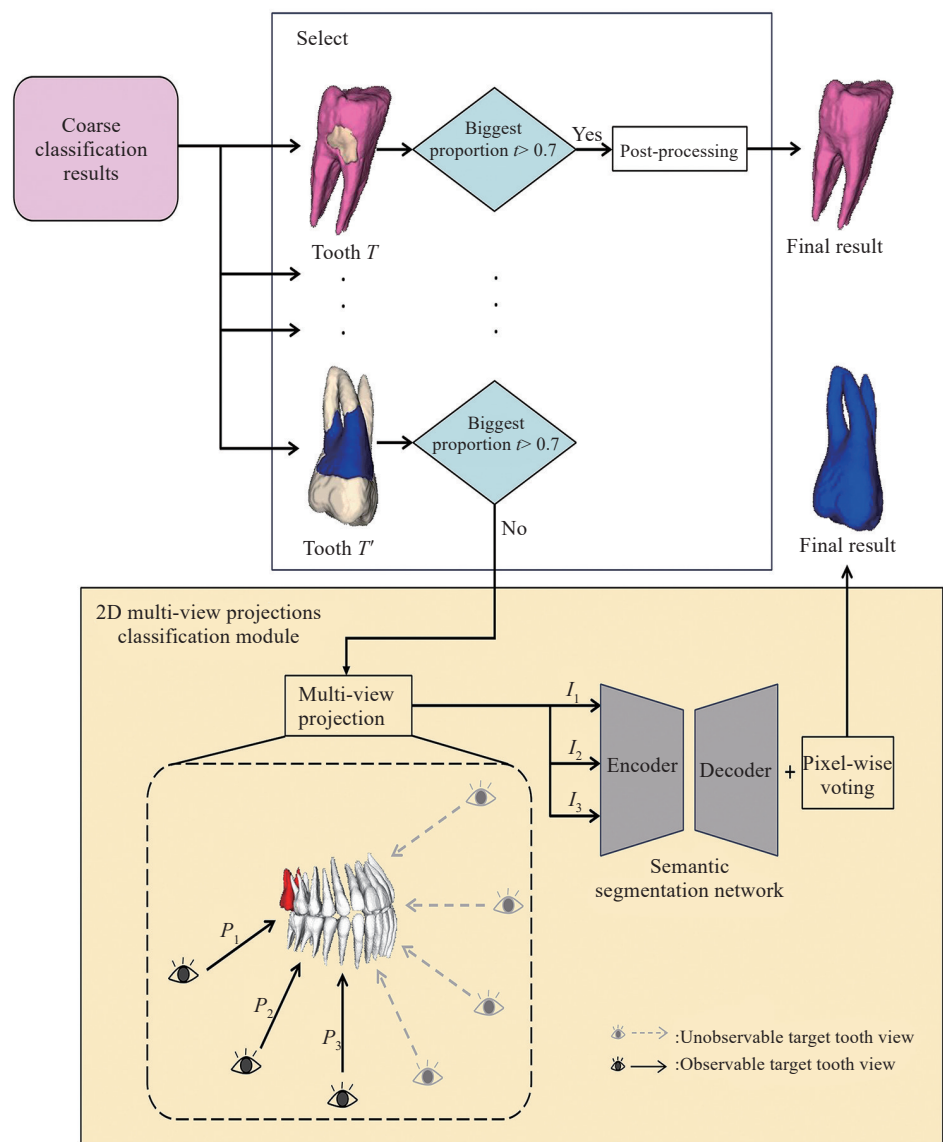 Select
Coarse
classification
results
Biggest
proportion t> 0.7
Yes
Post-processing
Tooth T
Final result
Biggest
proportion t> 0.7
Tooth T′
No
Final result
2D multi-view projections
classification module
Multi-view
projection
I1
I2
I3
Encoder
Decoder
+
Pixel-wise
voting
Semantic
segmentation network
P1
P2
P3
:Unobservable target tooth view
:Observable target tooth view